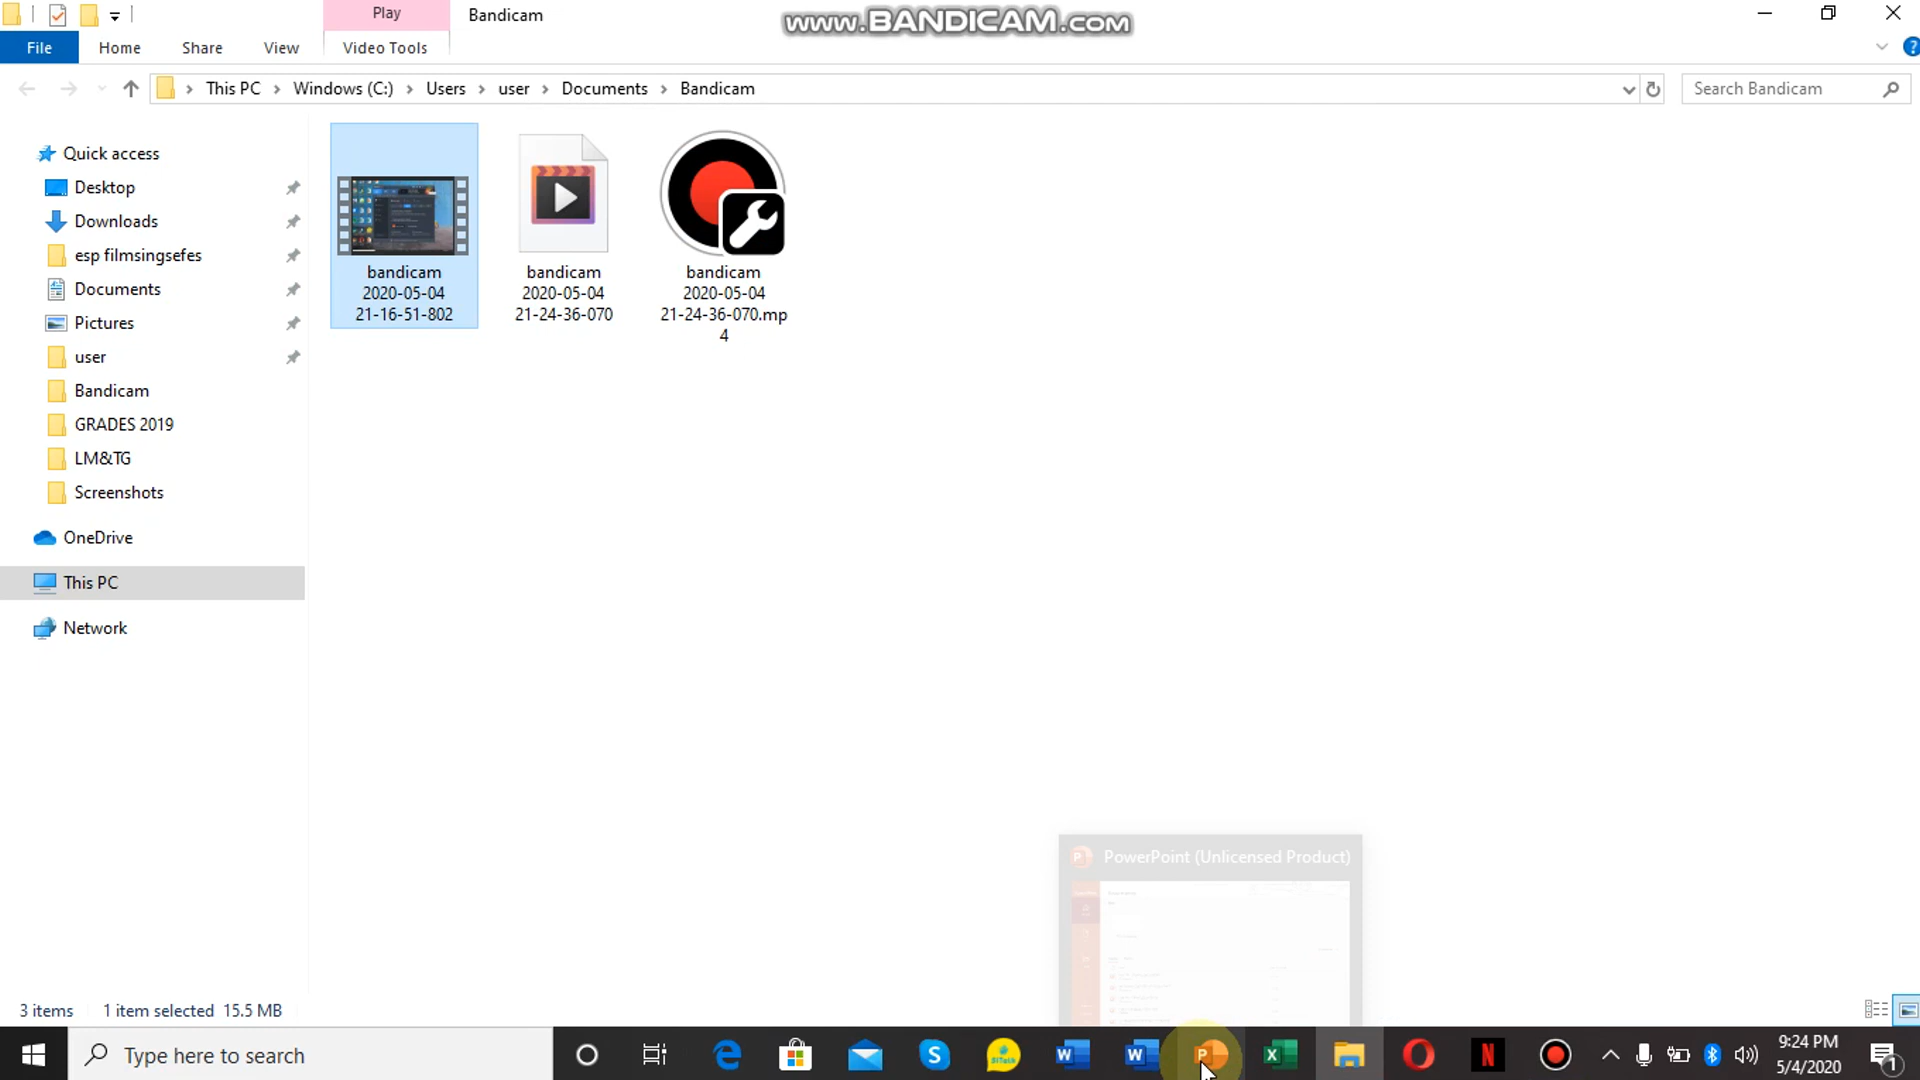 Play
Bandicam
www.BANDICAM.com
File
Home
Share
View
Video Tools
This PC > Windows (C:) > Users > user > Documents > Bandicam
Search Bandicam
Quick access
Desktop
Downloads
esp filmsingsefes
Documents
Pictures
user
Bandicam
GRADES 2019
LM&TG
Screenshots
OneDrive
This PC
Network
bandicam
2020-05-04
21-16-51-802
bandicam
2020-05-04
21-24-36-070
bandicam
2020-05-04
21-24-36-070.mp
4
PowerPoint (Unlicensed Product)
3 items
1 item selected 15.5 MB
Type here to search
9:24 PM
5/4/2020
1